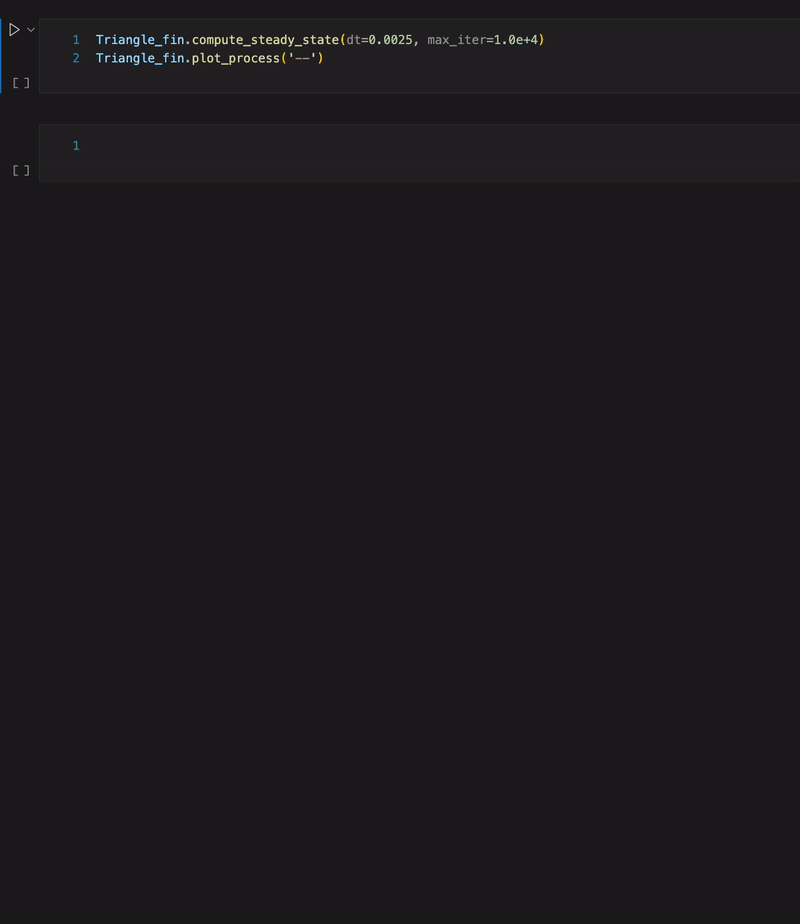 1 Triangle_fin.compute_steady_state(dt=0.0025, max_iter=1.0e+4)
2 Triangle_fin.plot_process('--')
[ ]
1
[ ]